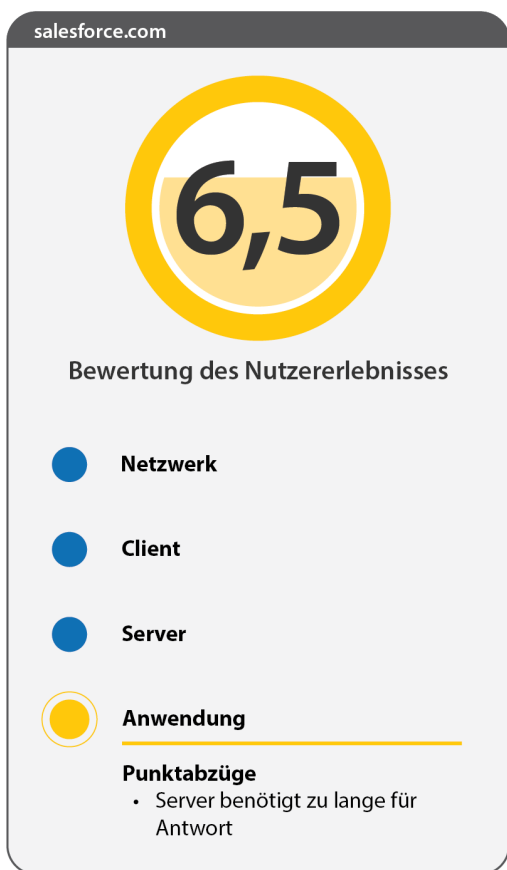 salesforce.com
6,5
Bewertung des Nutzererlebnisses
Netzwerk
Client
Server
Anwendung
Punktabzüge
• Server benötigt zu lange für
Antwort